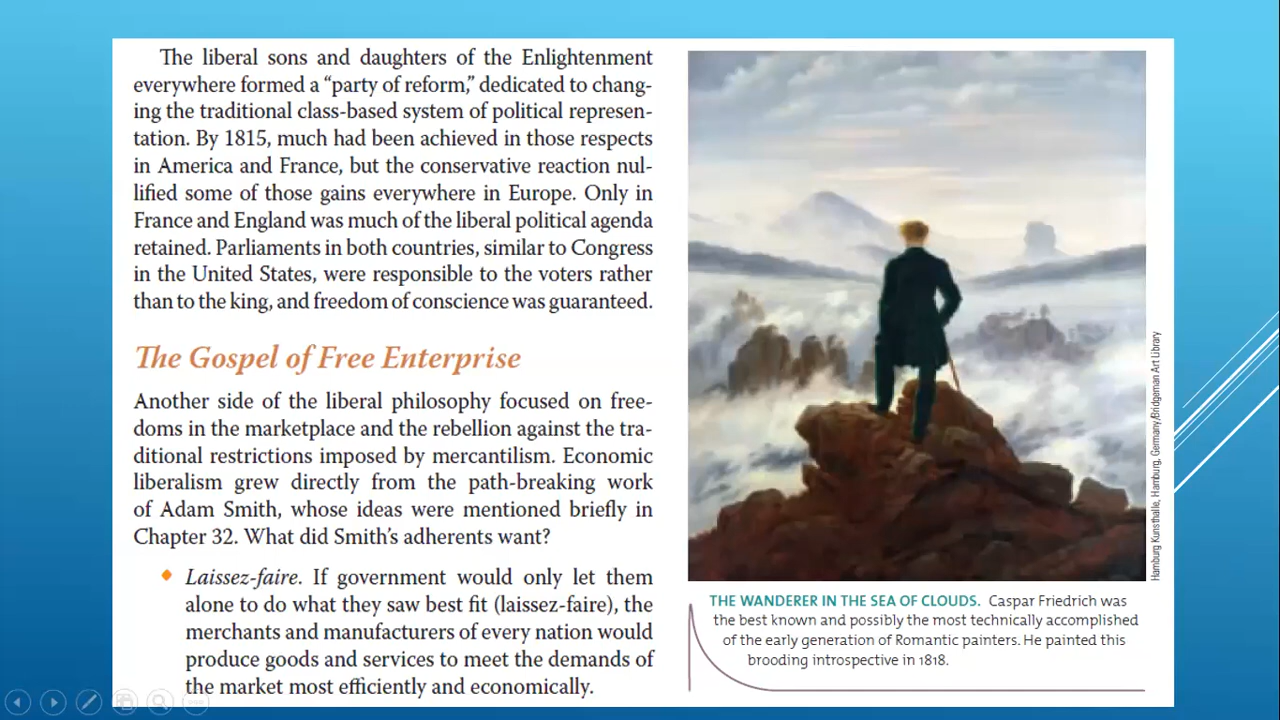 The liberal sons and daughters of the Enlightenment
everywhere formed a “party of reform,” dedicated to chang-
ing the traditional class-based system of political represen-
tation. By 1815, much had been achieved in those respects
in America and France, but the conservative reaction nul-
lified some of those gains everywhere in Europe. Only in
France and England was much of the liberal political agenda
retained. Parliaments in both countries, similar to Congress
in the United States, were responsible to the voters rather
than to the king, and freedom of conscience was guaranteed.
The Gospel of Free Enterprise
Another side of the liberal philosophy focused on free-
doms in the marketplace and the rebellion against the tra-
ditional restrictions imposed by mercantilism. Economic
liberalism grew directly from the path-breaking work
of Adam Smith, whose ideas were mentioned briefly in
Chapter 32. What did Smith’s adherents want?
Laissez-faire. If government would only let them
alone to do what they saw best fit (laissez-faire), the
merchants and manufacturers of every nation would
produce goods and services to meet the demands of
the market most efficiently and economically.
Hamburg Kunsthalle, Hamburg, Germany/Bridgeman Art Library
THE WANDERER IN THE SEA OF CLOUDS. Caspar Friedrich was
the best known and possibly the most technically accomplished
of the early generation of Romantic painters. He painted this
brooding introspective in 1818.